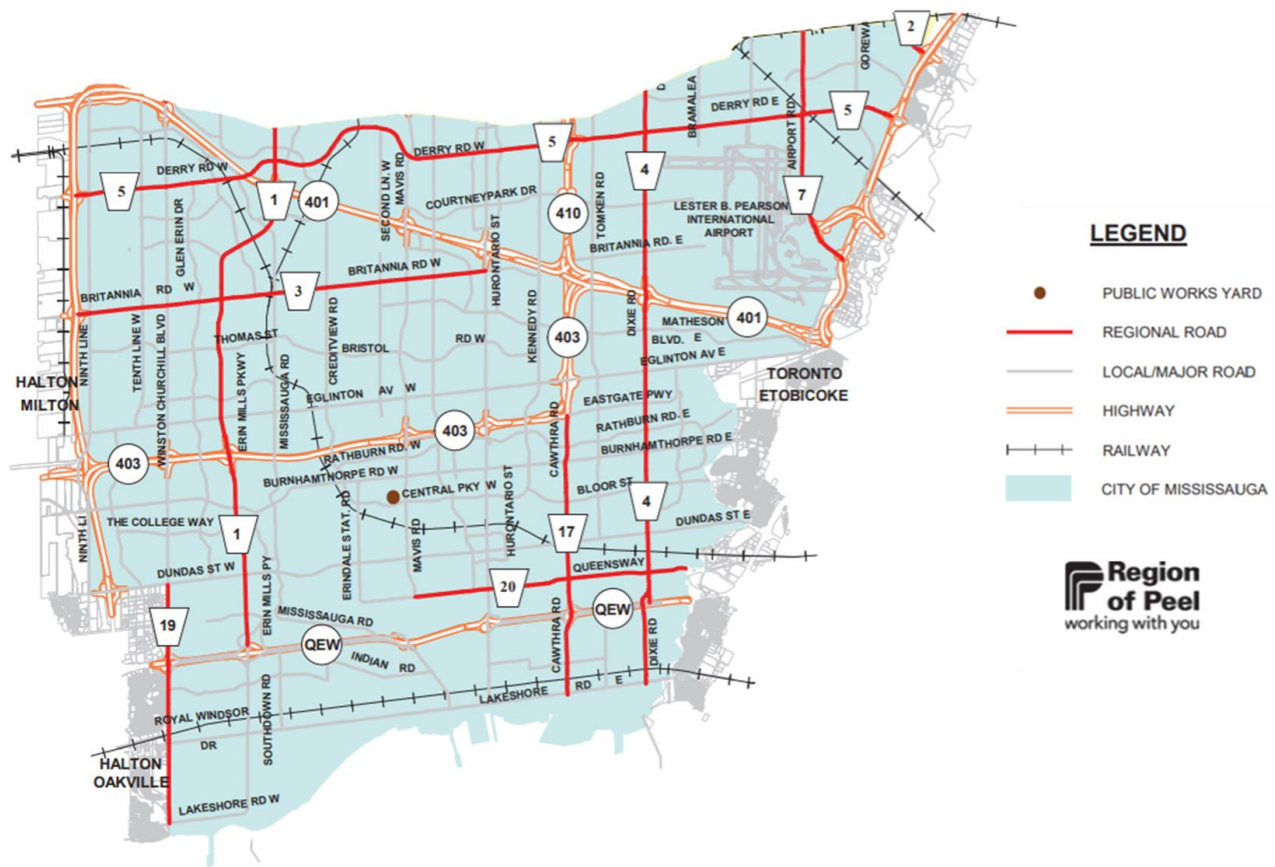 2
GOREWA
BRAMALEA
DERRY RD E
5
AIRPORT RD
D
5
DERRY RD W
DERRY RD W
5
4
7
1
401
SECOND LN. W
MAVIS RD
COURTNEYPARK DR
410
TOMKEN RD
LESTER B. PEARSON
INTERNATIONAL
AIRPORT
GLEN ERIN DR
HURONTARIO ST
BRITANNIA RD. E
BRITANNIA RD W
BRITANNIA RD W
3
NINTH LINE
TENTH LINE W
WINSTON CHURCHILL BLVD
ERIN MILLS PKWY
THOMAS ST
MISSISSAUGA RD
CREDITVIEW RD
BRISTOL RD W
KENNEDY RD
403
DIXIE RD
MATHESON
BLVD. E
401
EGLINTON AV E
EGLINTON AV W
HALTON
MILTON
TORONTO
ETOBICOKE
EASTGATE PWY
RATHBURN RD. E
BURNHAMTHORPE RD E
CAWTHRA RD
403
403
RATHBURN RD. W
BURNHAMTHORPE RD W
CENTRAL PKY W
HURONTARIO ST
BLOOR ST
4
DUNDAS ST E
THE COLLEGE WAY
NINTH LI
1
ERINDALE STAT. RD
MAVIS RD
17
QUEENSWAY
20
DUNDAS ST W
ERIN MILLS PY
19
MISSISSAUGA RD
QEW
QEW
INDIAN RD
CAWTHRA RD
DIXIE RD
LAKESHORE RD E
ROYAL WINDSOR
DR
SOUTHDOWN RD
HALTON
OAKVILLE
LAKESHORE RD W
LEGEND
PUBLIC WORKS YARD
REGIONAL ROAD
LOCAL/MAJOR ROAD
HIGHWAY
RAILWAY
CITY OF MISSISSAUGA
Region
of Peel
working with you